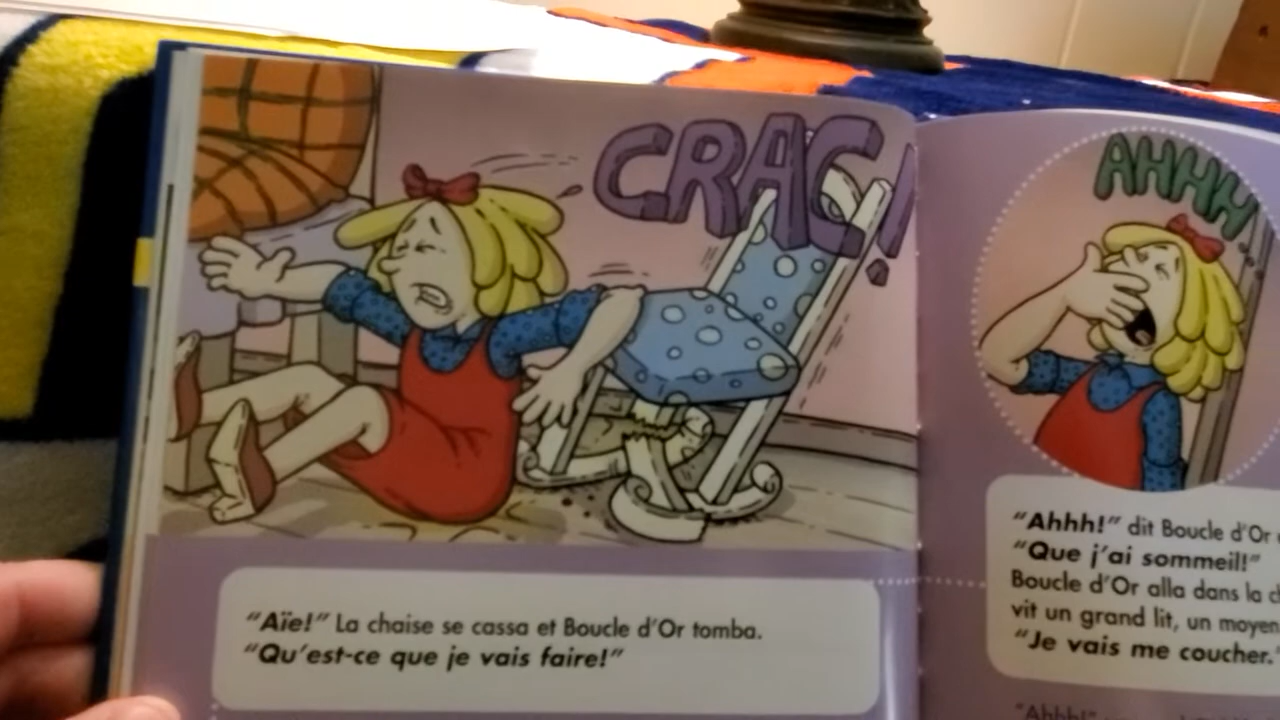 CRAC!
"Aïe!" La chaise se cassa et Boucle d'Or tomba.
"Qu'est-ce que je vais faire!"
AHHH
"Ahhh!" dit Boucle d'Or
"Que j'ai sommeil!"
Boucle d'Or alla dans la
vit un grand lit, un moyen
"Je vais me coucher."
"Ahhh!"